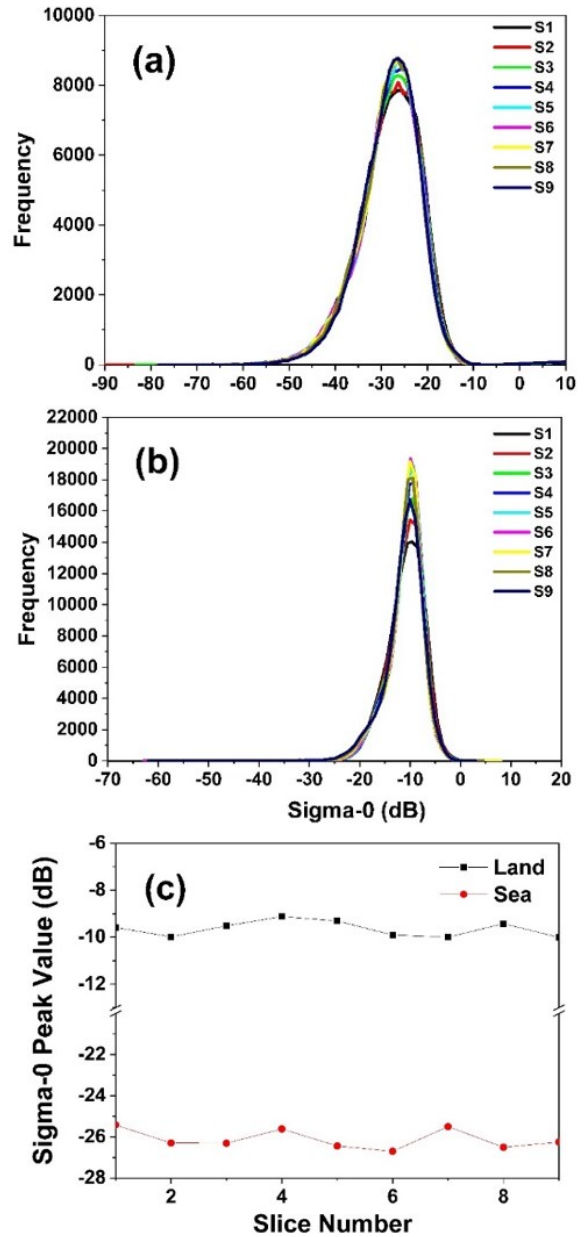 (a)
S1
S2
S3
S4
S5
S6
S7
S8
S9
Frequency
10000
8000
6000
4000
2000
0
-90 -80 -70 -60 -50 -40 -30 -20 -10 0 10
(b)
S1
S2
S3
S4
S5
S6
S7
S8
S9
Frequency
22000
20000
18000
16000
14000
12000
10000
8000
6000
4000
2000
0
-70 -60 -50 -40 -30 -20 -10 0 10 20
Sigma-0 (dB)
(c)
Land
Sea
Sigma-0 Peak Value (dB)
-6
-8
-10
-12
-22
-24
-26
-28
2 4 6 8
Slice Number